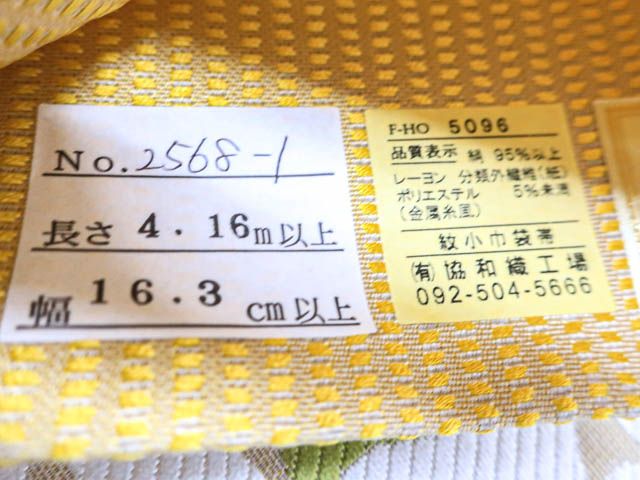 No.2568-1
長さ 4.16m以上
幅 16.3 cm以上
F-HO 5096
品質表示 絹 95%以上
レーヨン 分類外繊維(紙)
ポリエステル 5%未満
(金属糸風)
紋小巾袋帯
(有)協和織工場
092-504-5666